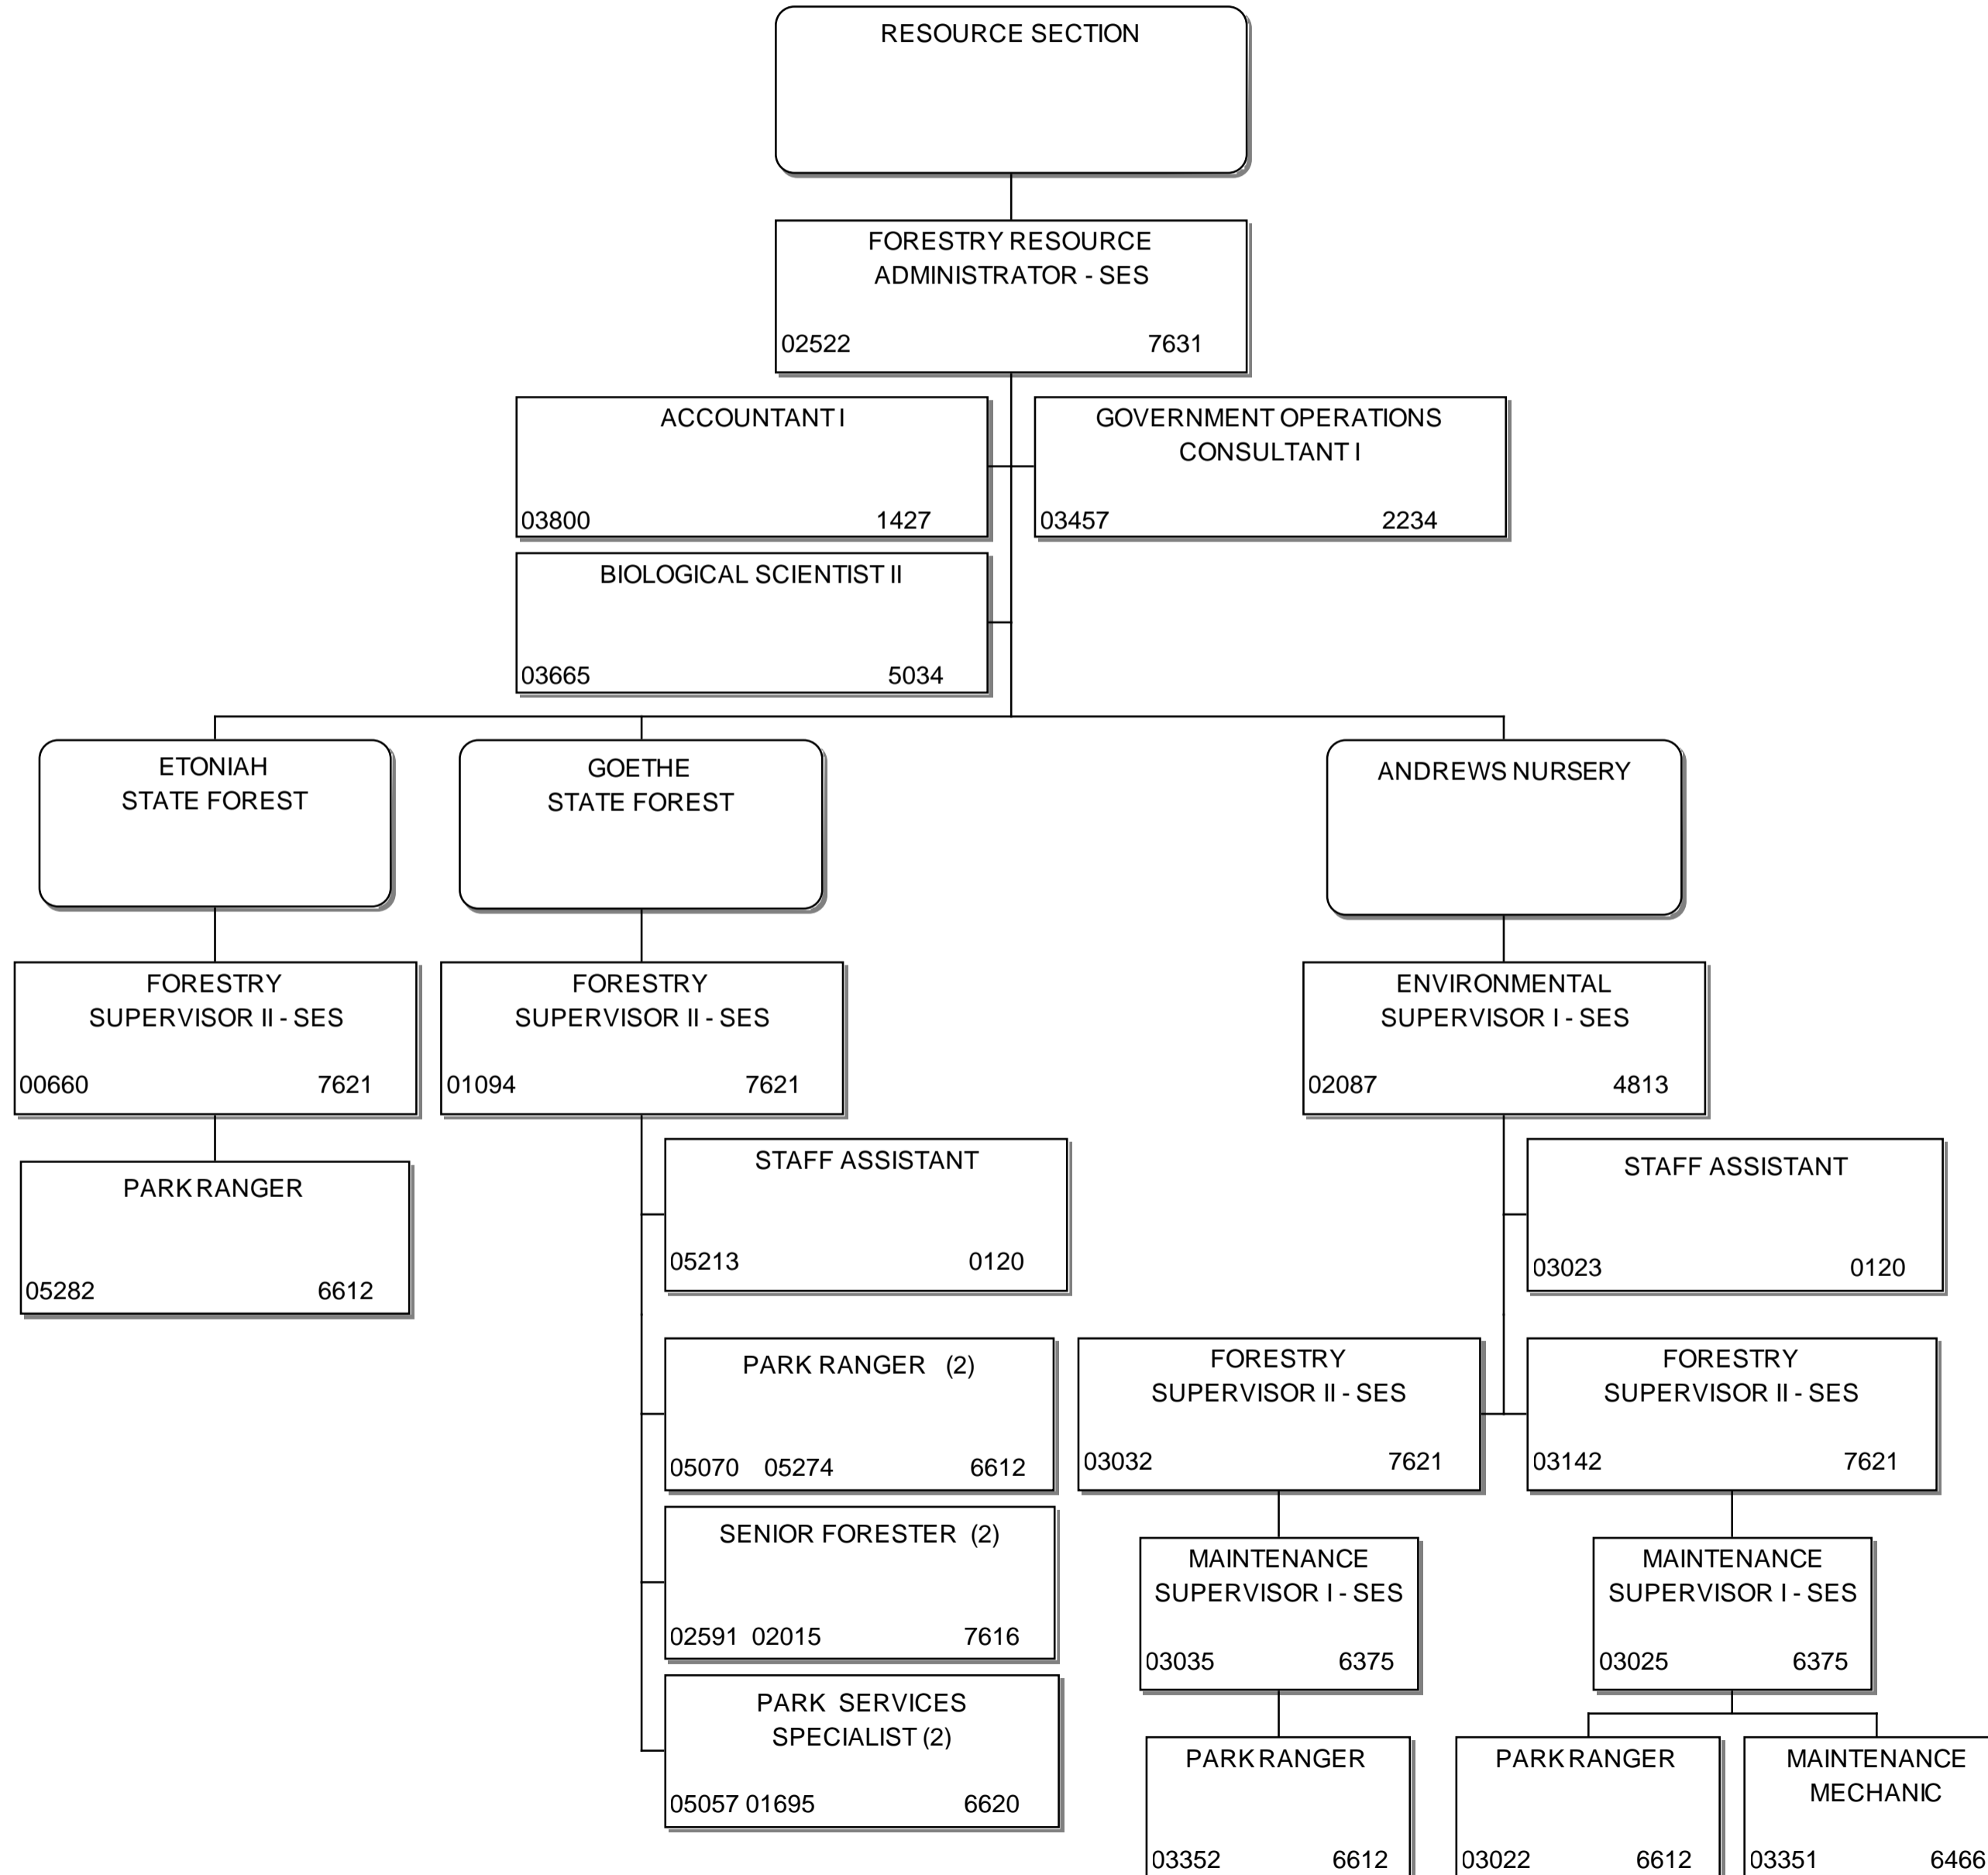 RESOURCE SECTION
FORESTRY RESOURCE
ADMINISTRATOR - SES
02522 7631
ACCOUNTANT I
03800 1427
GOVERNMENT OPERATIONS
CONSULTANT I
03457 2234
BIOLOGICAL SCIENTIST II
03665 5034
ETONIAH
STATE FOREST
GOETHE
STATE FOREST
ANDREWS NURSERY
FORESTRY
SUPERVISOR II - SES
00660 7621
FORESTRY
SUPERVISOR II - SES
01094 7621
ENVIRONMENTAL
SUPERVISOR I - SES
02087 4813
PARK RANGER
05282 6612
STAFF ASSISTANT
05213 0120
STAFF ASSISTANT
03023 0120
PARK RANGER (2)
05070 05274 6612
FORESTRY
SUPERVISOR II - SES
03032 7621
FORESTRY
SUPERVISOR II - SES
03142 7621
SENIOR FORESTER (2)
02591 02015 7616
MAINTENANCE
SUPERVISOR I - SES
03035 6375
MAINTENANCE
SUPERVISOR I - SES
03025 6375
PARK SERVICES
SPECIALIST (2)
05057 01695 6620
PARK RANGER
03352 6612
PARK RANGER
03022 6612
MAINTENANCE
MECHANIC
03351 6466